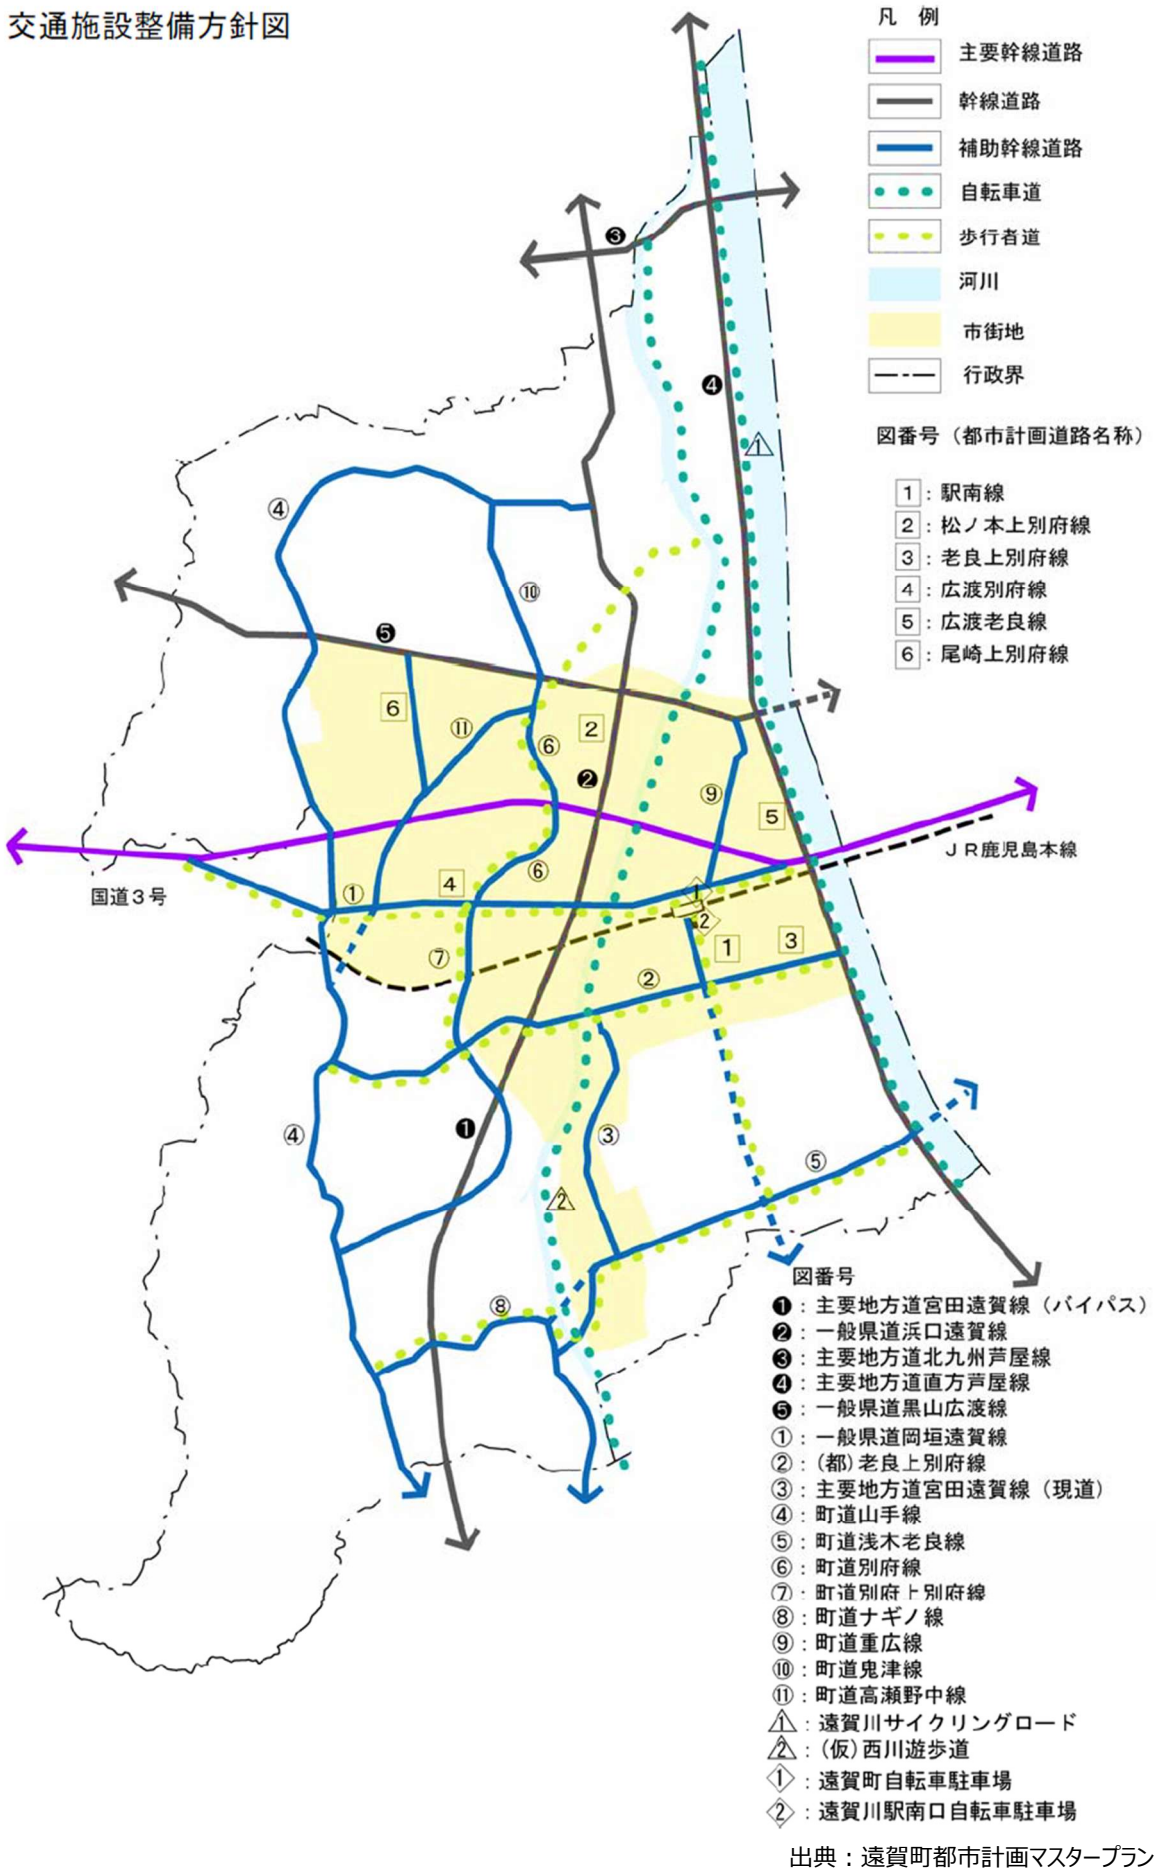 交通施設整備方針図
凡 例
主要幹線道路
幹線道路
補助幹線道路
自転車道
歩行者道
河川
市街地
行政界
図番号（都市計画道路名称）
1：駅南線
2：松ノ本上別府線
3：老良上別府線
4：広渡別府線
5：広渡老良線
6：尾崎上別府線
❸
❹
△1
④
⑩
❺
6
⑪
⑥
2
❷
⑨
5
国道３号
ＪＲ鹿児島本線
①
4
⑥
◇1
◇2
⑦
②
1
3
④
❶
③
⑤
△2
⑧
図番号
❶：主要地方道宮田遠賀線（バイパス）
❷：一般県道浜口遠賀線
❸：主要地方道北九州芦屋線
❹：主要地方道直方芦屋線
❺：一般県道黒山広渡線
①：一般県道岡垣遠賀線
②：（都）老良上別府線
③：主要地方道宮田遠賀線（現道）
④：町道山手線
⑤：町道浅木老良線
⑥：町道別府線
⑦：町道別府上別府線
⑧：町道ナギノ線
⑨：町道重広線
⑩：町道鬼津線
⑪：町道高瀬野中線
△1：遠賀川サイクリングロード
△2：（仮）西川遊歩道
◇1：遠賀町自転車駐車場
◇2：遠賀川駅南口自転車駐車場
出典：遠賀町都市計画マスタープラン